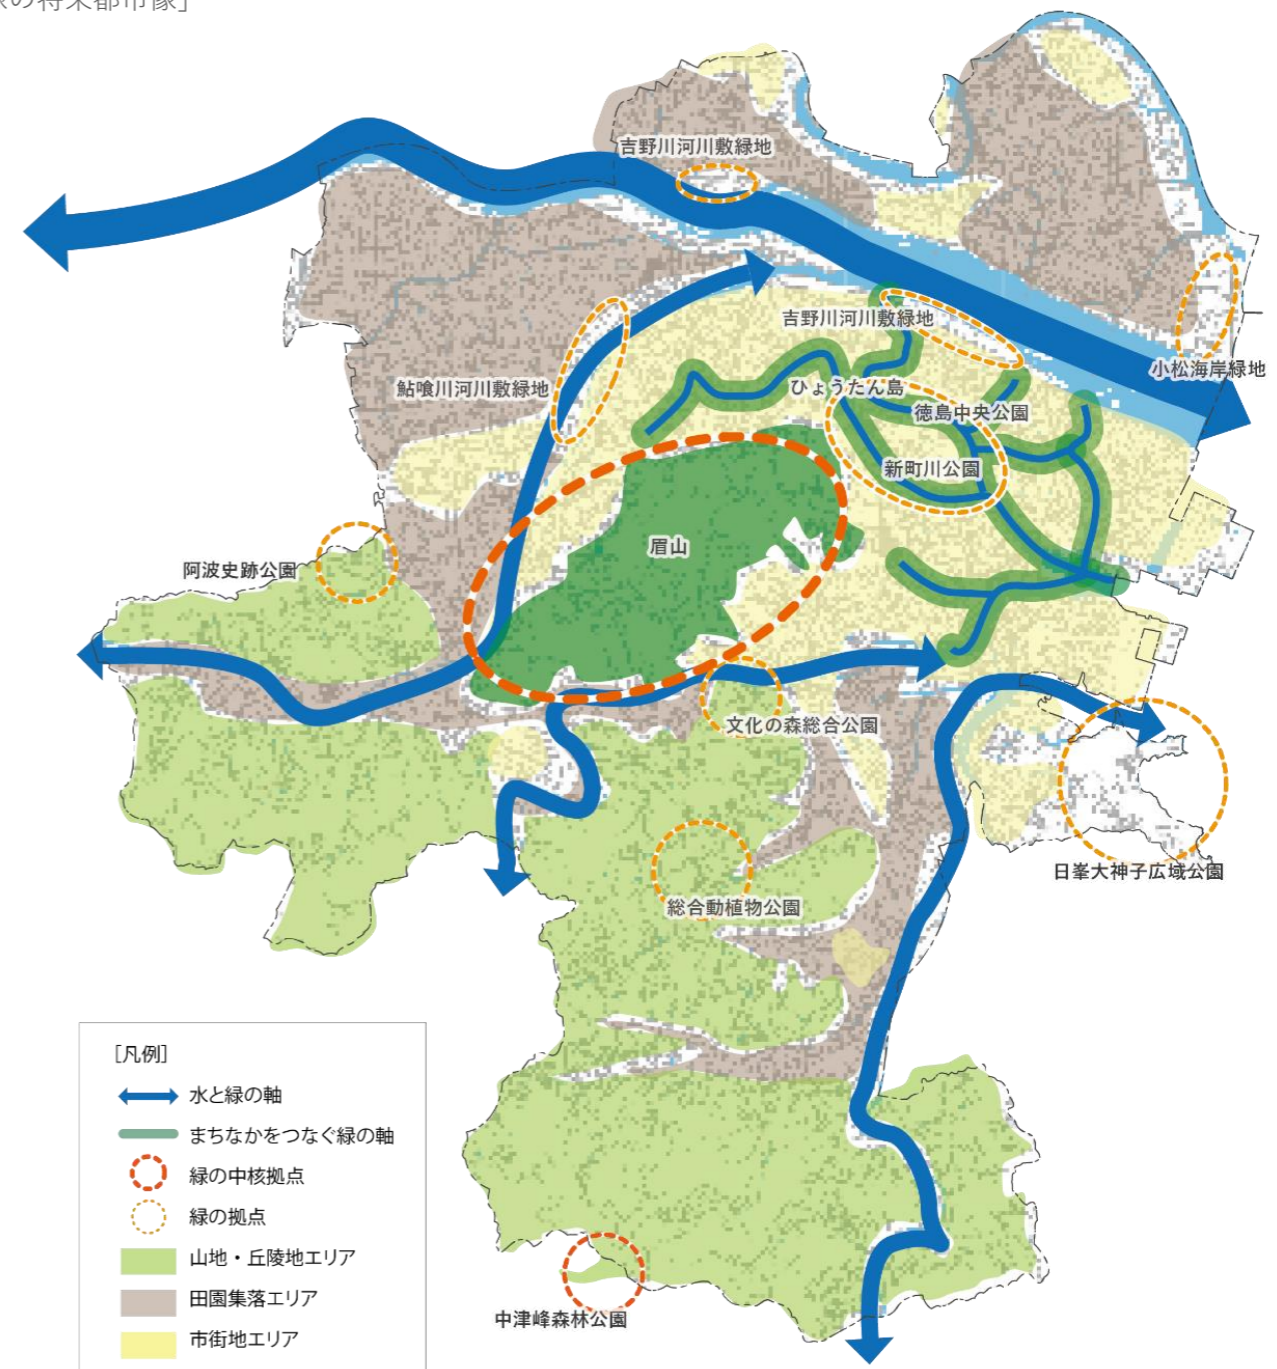 の将来都市像」
吉野川河川敷緑地
吉野川河川敷緑地
小松海岸緑地
鮎喰川河川敷緑地
ひょうたん島
徳島中央公園
新町川公園
眉山
阿波史跡公園
文化の森総合公園
日峯大神子広域公園
総合動植物公園
中津峰森林公園
[凡例]
水と緑の軸
まちなかをつなぐ緑の軸
緑の中核拠点
緑の拠点
山地・丘陵地エリア
田園集落エリア
市街地エリア